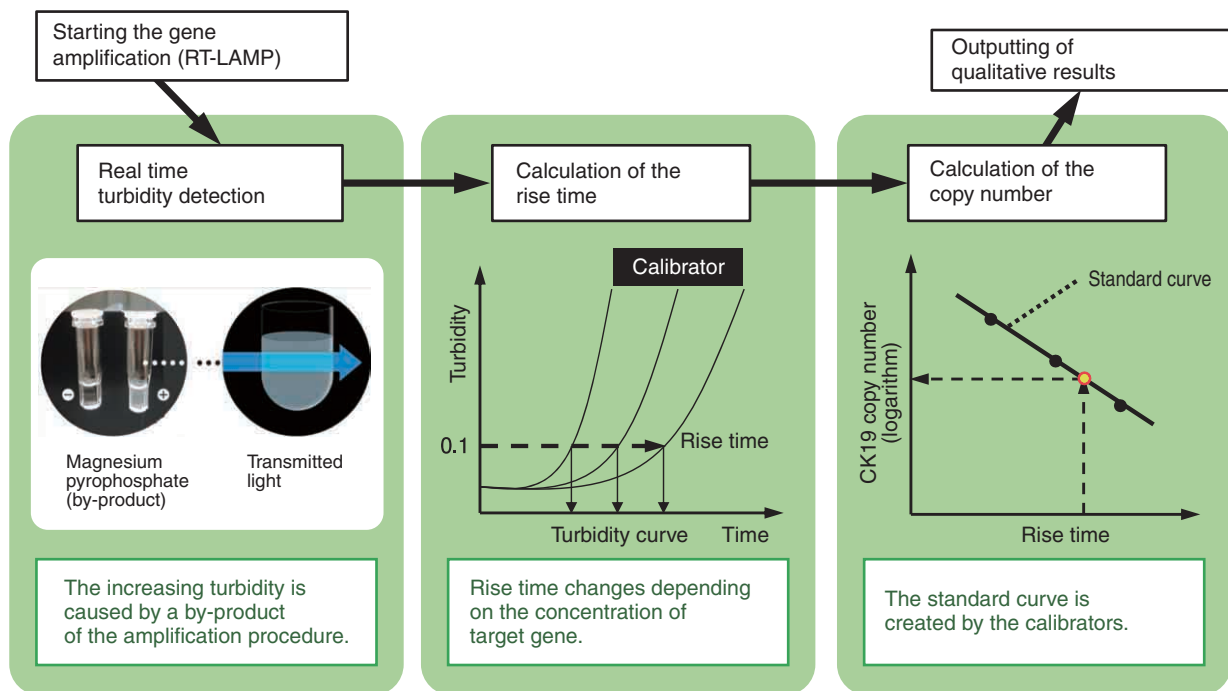 Starting the gene
amplification (RT-LAMP)
Outputting of
qualitative results
Real time
turbidity detection
Calculation of the
rise time
Calculation of the
copy number
⊖
⊕
Magnesium
pyrophosphate
(by-product)
Transmitted
light
Calibrator
Turbidity
0.1
Rise time
Turbidity curve
Time
Standard curve
CK19 copy number
(logarithm)
Rise time
The increasing turbidity is
caused by a by-product
of the amplification procedure.
Rise time changes depending
on the concentration of
target gene.
The standard curve is
created by the calibrators.